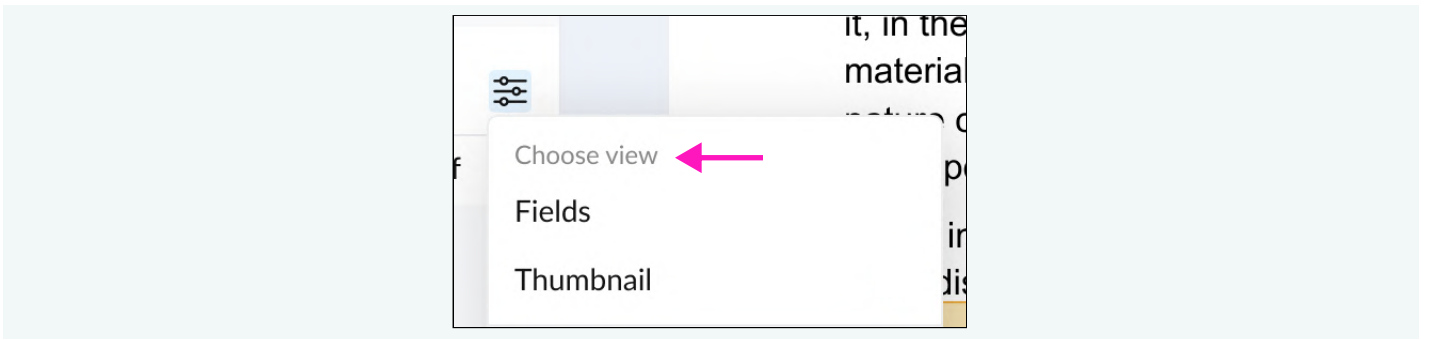 it, in the
material
Choose view
Fields
Thumbnail